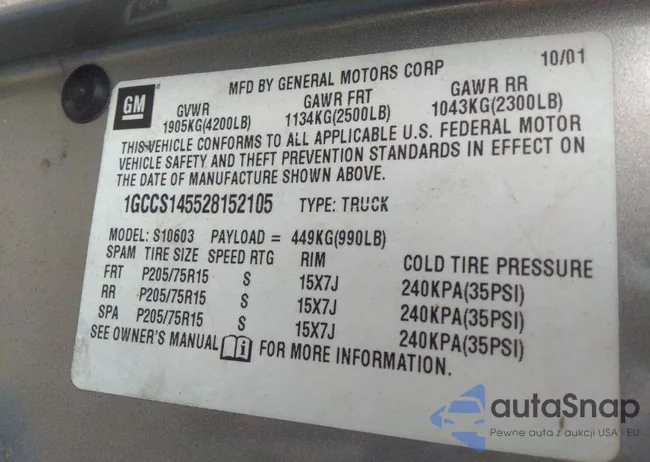 10/01
MFD BY GENERAL MOTORS CORP
GM
GVWR GAWR FRT GAWR RR
1905KG(4200LB) 1134KG(2500LB) 1043KG(2300LB)
THIS VEHICLE CONFORMS TO ALL APPLICABLE U.S. FEDERAL MOTOR
VEHICLE SAFETY AND THEFT PREVENTION STANDARDS IN EFFECT ON
THE DATE OF MANUFACTURE SHOWN ABOVE.
1GCCS145528152105 TYPE: TRUCK
MODEL: S10603 PAYLOAD = 449KG(990LB)
SPAM TIRE SIZE SPEED RTG RIM COLD TIRE PRESSURE
FRT P205/75R15 S 15X7J 240KPA(35PSI)
RR P205/75R15 S 15X7J 240KPA(35PSI)
SPA P205/75R15 S 15X7J 240KPA(35PSI)
SEE OWNER'S MANUAL FOR MORE INFORMATION.
autaSnap
Pewne auta z aukcji USA i EU